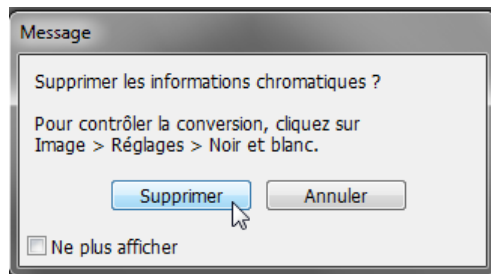 Message
Supprimer les informations chromatiques ?
Pour contrôler la conversion, cliquez sur
Image > Réglages > Noir et blanc.
Supprimer
Annuler
Ne plus afficher